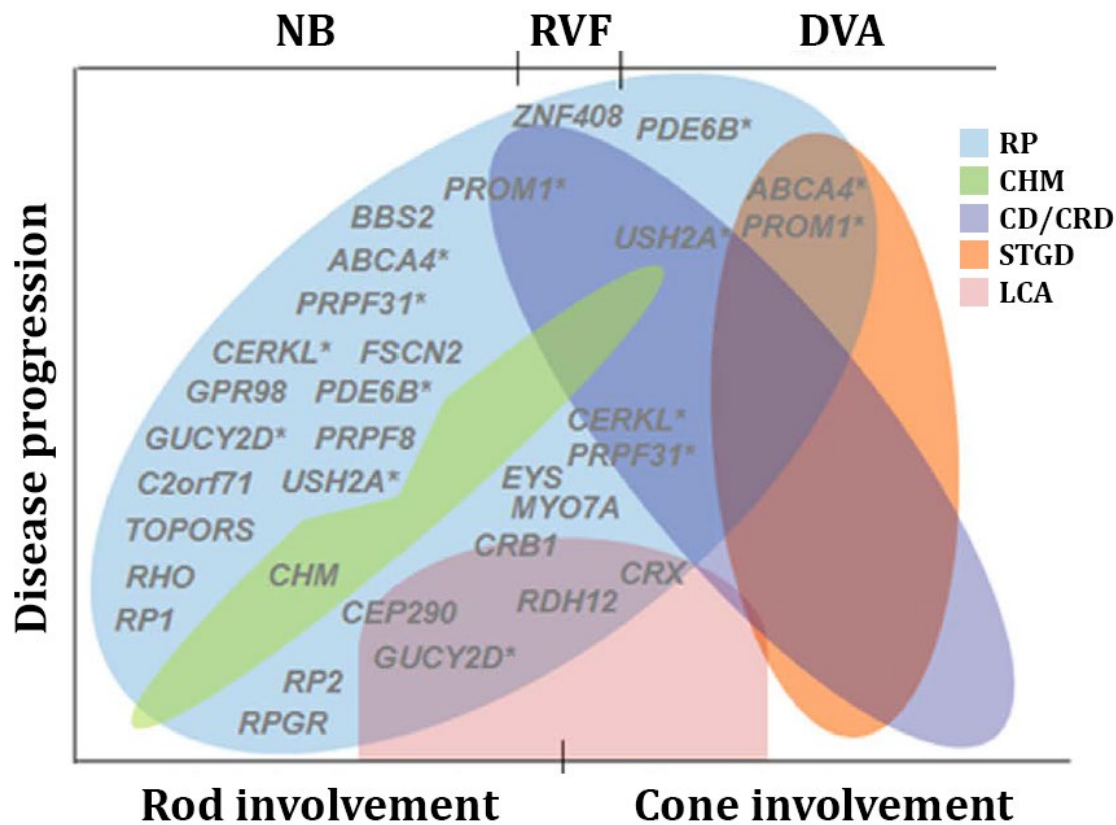 NB RVF DVA
ZNF408
PDE6B*
PROM1*
ABCA4*
BBS2
PROM1*
USH2A*
ABCA4*
PRPF31*
CERKL* FSCN2
GPR98 PDE6B*
CERKL*
GUCY2D* PRPF8
PRPF31*
C2orf71 USH2A*
EYS
MYO7A
TOPORS
CRB1
RHO CHM
CRX
RDH12
RP1
CEP290
GUCY2D*
RP2
RPGR
Disease progression
Rod involvement Cone involvement
RP
CHM
CD/CRD
STGD
LCA